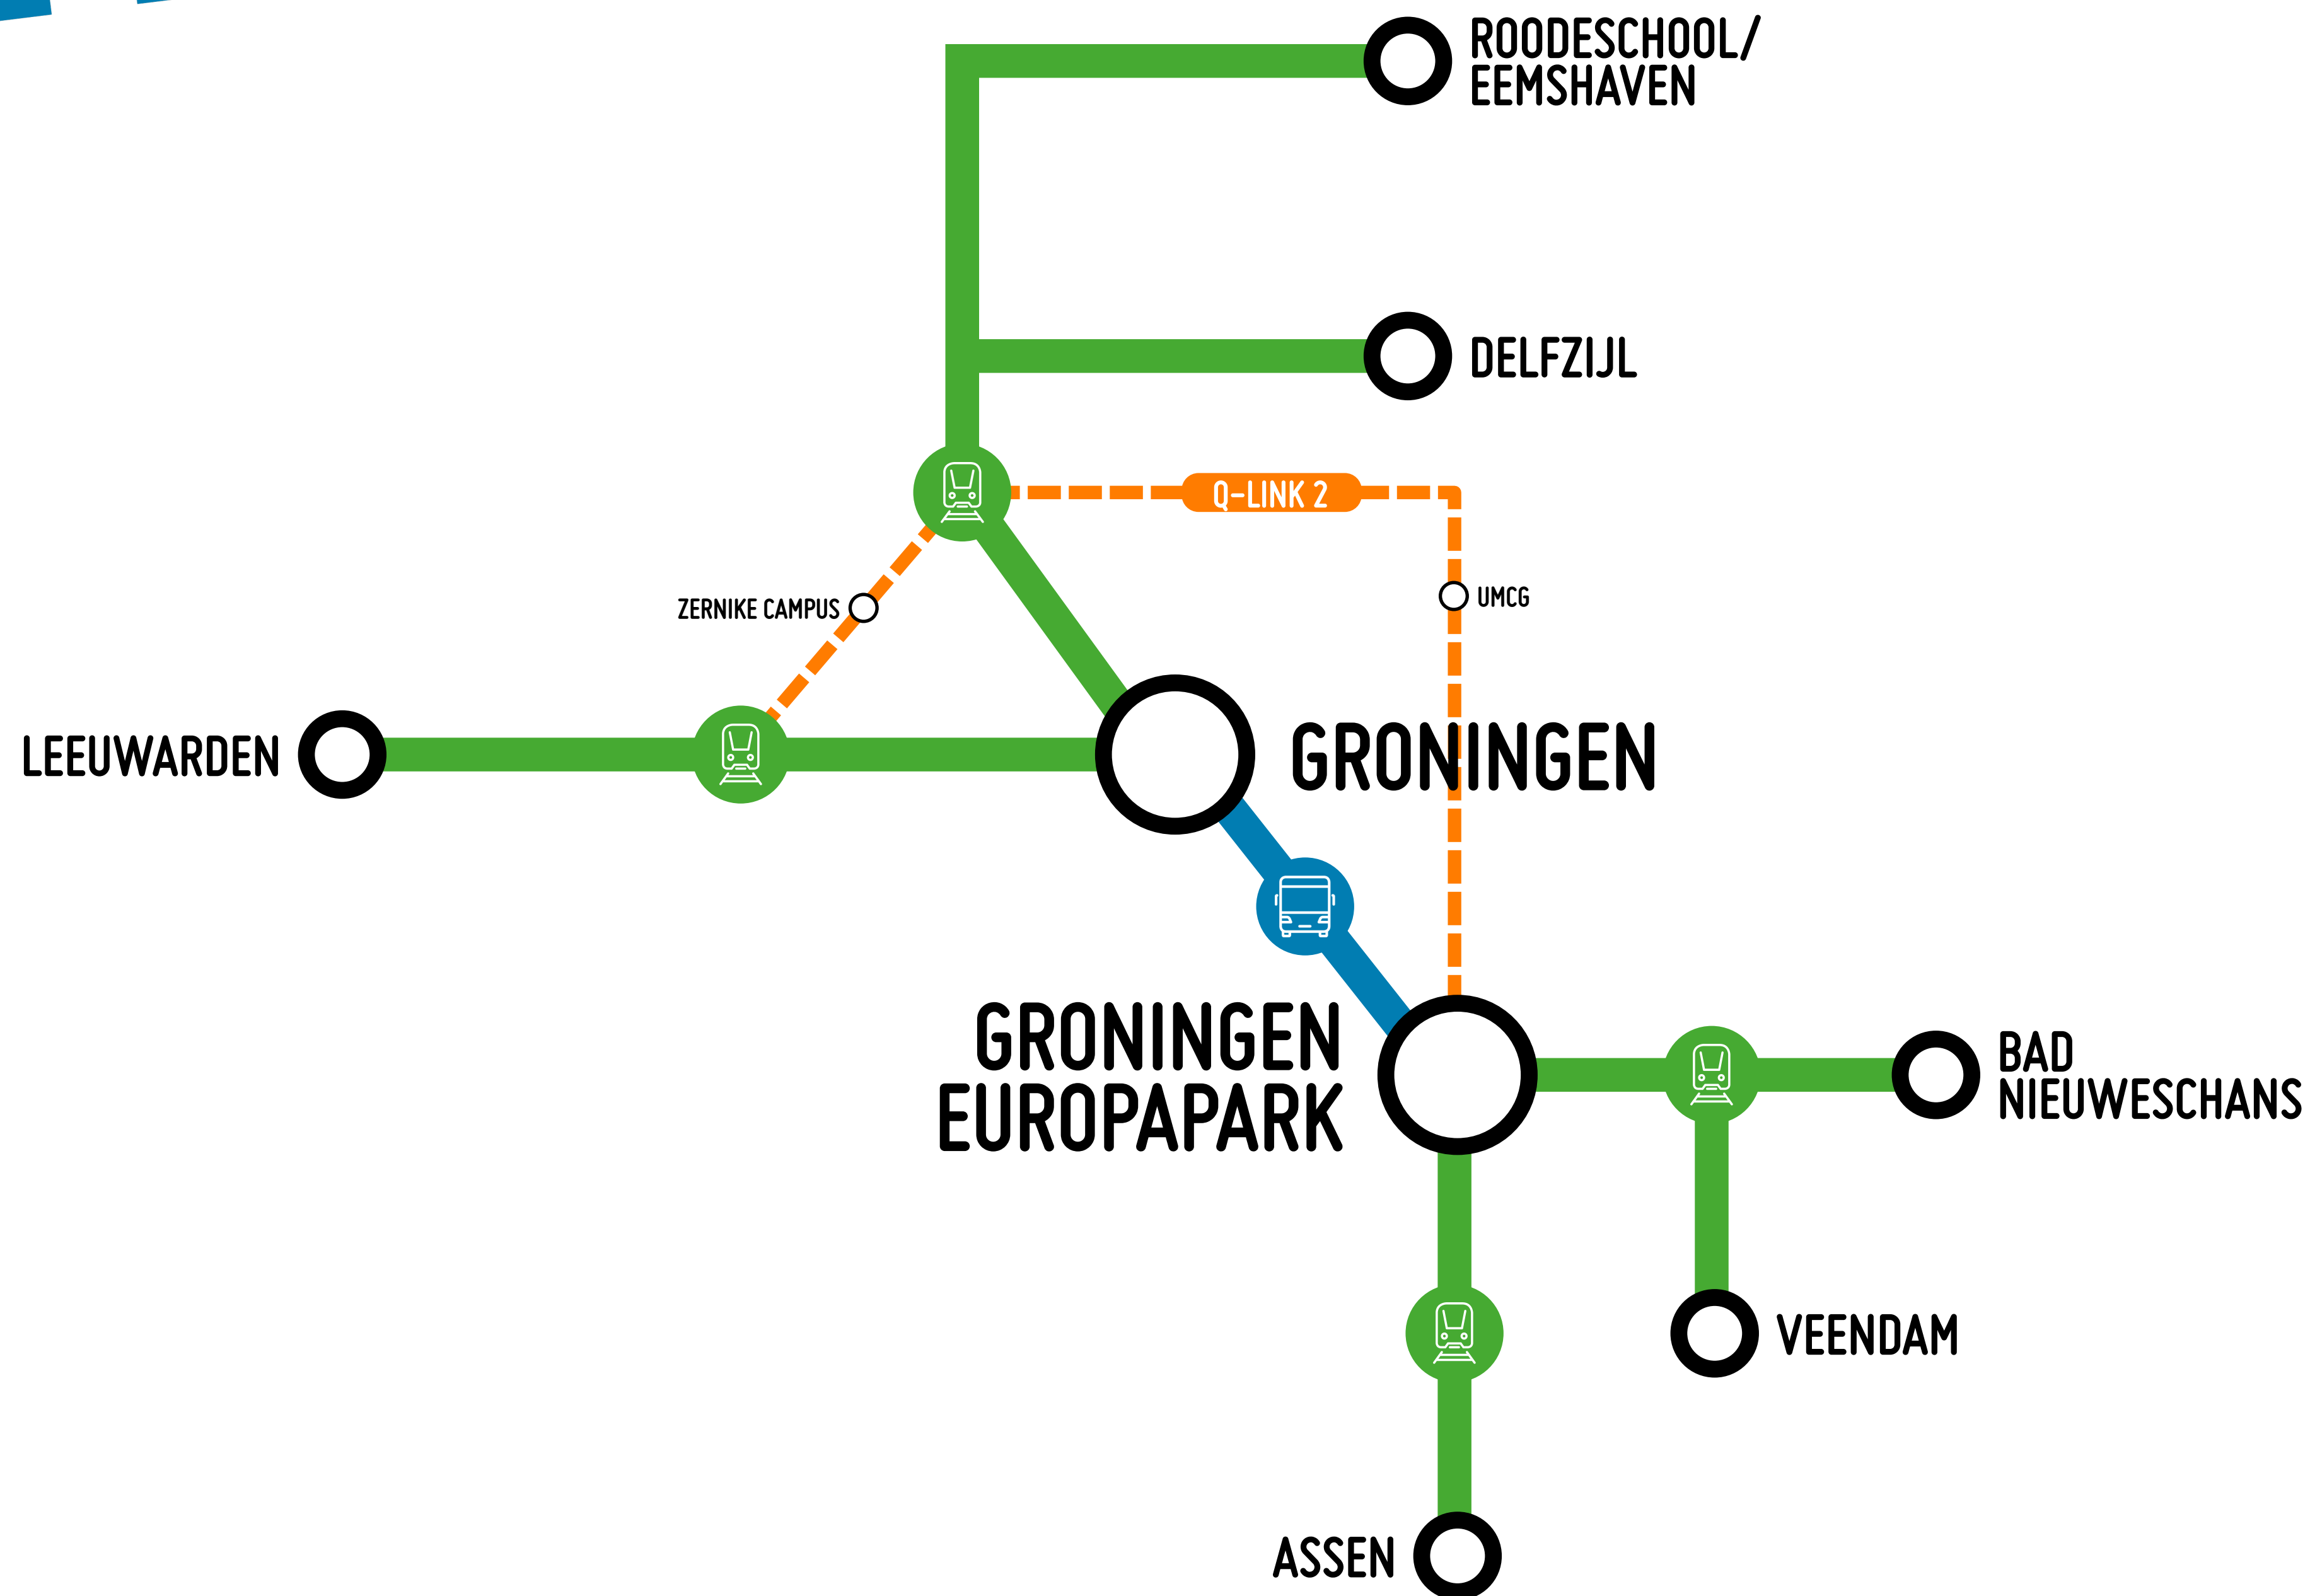 ROODESCHOOL/
EEMSHAVEN
DELFZIJL
Q-LINK 2
ZERNIKE CAMPUS
UMCG
LEEUWARDEN
GRONINGEN
GRONINGEN
EUROPAPARK
BAD
NIEUWESCHANS
VEENDAM
ASSEN